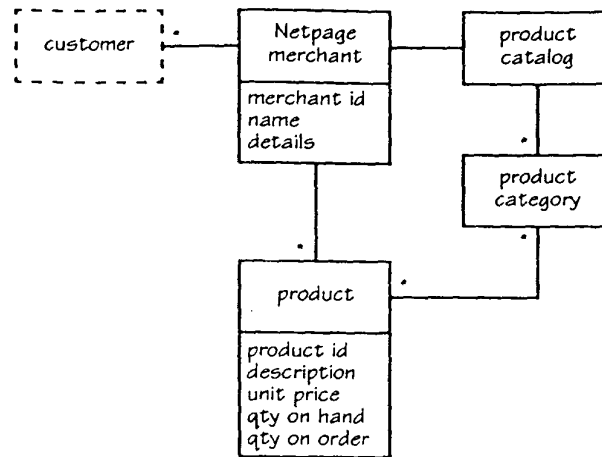 customer
Netpage
merchant
merchant id
name
details
product
catalog
product
category
product
product id
description
unit price
qty on hand
qty on order